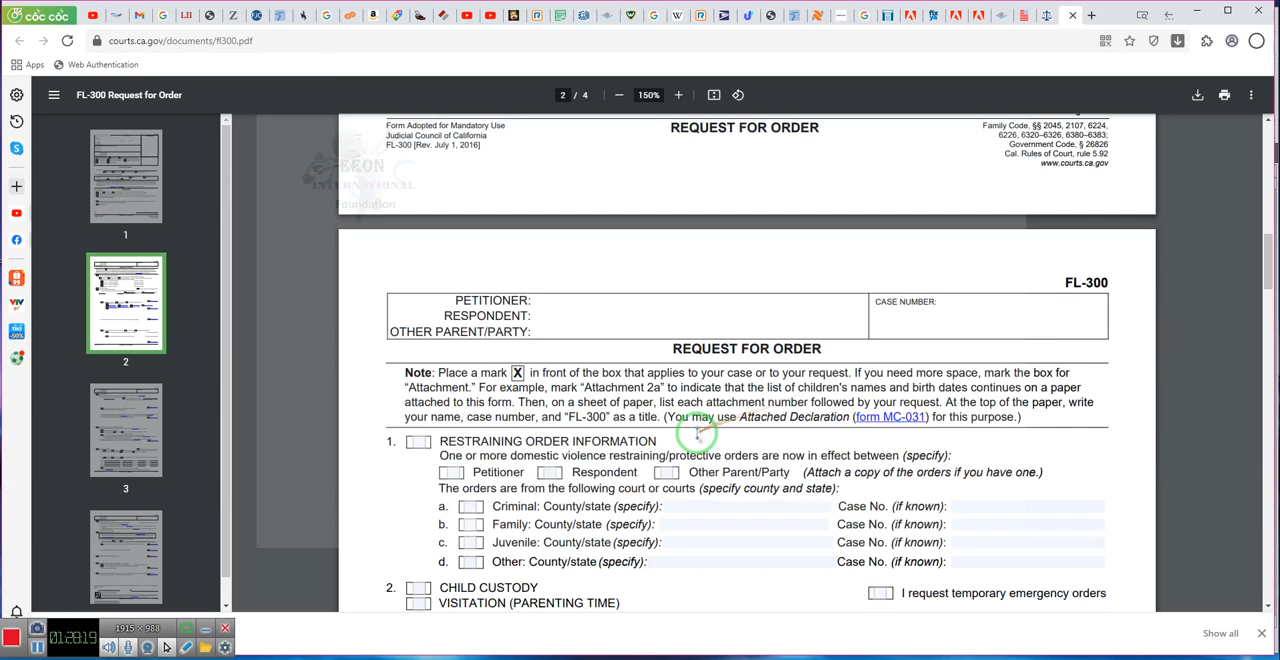 cốc cốc
courts.ca.gov/documents/fl300.pdf
Apps
Web Authentication
FL-300 Request for Order
2 / 4
150%
Form Adopted for Mandatory Use
Judicial Council of California
FL-300 [Rev. July 1, 2016]
REQUEST FOR ORDER
Family Code, §§ 2045, 2107, 6224,
6226, 6320–6326, 6380–6383;
Government Code, § 26826
Cal. Rules of Court, rule 5.92
www.courts.ca.gov
LEON
INTERNATIONAL
Foundation
1
2
3
FL-300
PETITIONER:
RESPONDENT:
OTHER PARENT/PARTY:
CASE NUMBER:
REQUEST FOR ORDER
Note: Place a mark X in front of the box that applies to your case or to your request. If you need more space, mark the box for
“Attachment.” For example, mark “Attachment 2a” to indicate that the list of children's names and birth dates continues on a paper
attached to this form. Then, on a sheet of paper, list each attachment number followed by your request. At the top of the paper, write
your name, case number, and “FL-300” as a title. (You may use Attached Declaration (form MC-031) for this purpose.)
1. RESTRAINING ORDER INFORMATION
One or more domestic violence restraining/protective orders are now in effect between (specify):
Petitioner Respondent Other Parent/Party (Attach a copy of the orders if you have one.)
The orders are from the following court or courts (specify county and state):
a. Criminal: County/state (specify): Case No. (if known):
b. Family: County/state (specify): Case No. (if known):
c. Juvenile: County/state (specify): Case No. (if known):
d. Other: County/state (specify): Case No. (if known):
2. CHILD CUSTODY
VISITATION (PARENTING TIME)
I request temporary emergency orders
01:28:19
1915 × 988
Show all